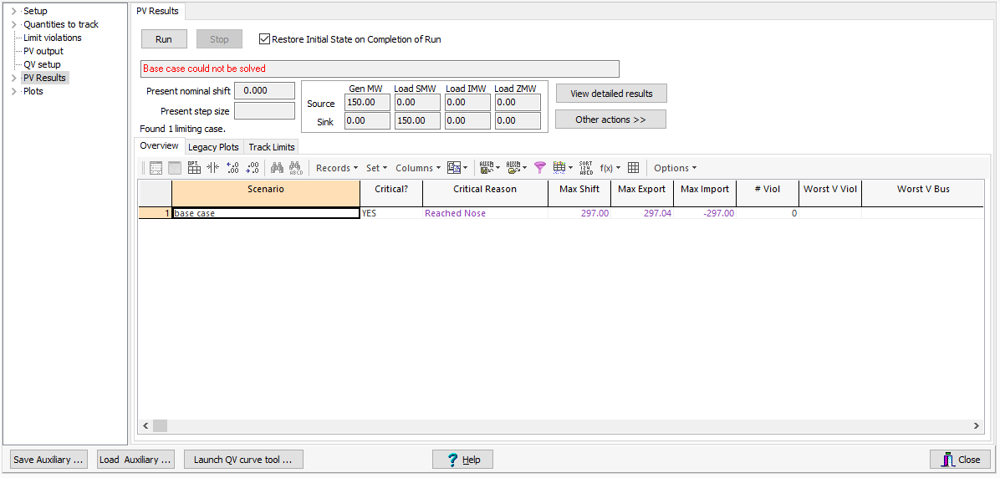 Setup
Quantities to track
Limit violations
PV output
QV setup
PV Results
Plots
PV Results
Run Stop Restore Initial State on Completion of Run
Base case could not be solved
Present nominal shift 0.000
Present step size
Found 1 limiting case.
Gen MW Load SMW Load IMW Load ZMW
Source 150.00 0.00 0.00 0.00
Sink 0.00 150.00 0.00 0.00
View detailed results
Other actions >>
Overview Legacy Plots Track Limits
Records Set Columns Options
Scenario Critical? Critical Reason Max Shift Max Export Max Import # Viol Worst V Viol Worst V Bus
1 base case YES Reached Nose 297.00 297.04 -297.00 0
Save Auxiliary ... Load Auxiliary ... Launch QV curve tool ... ? Help Close